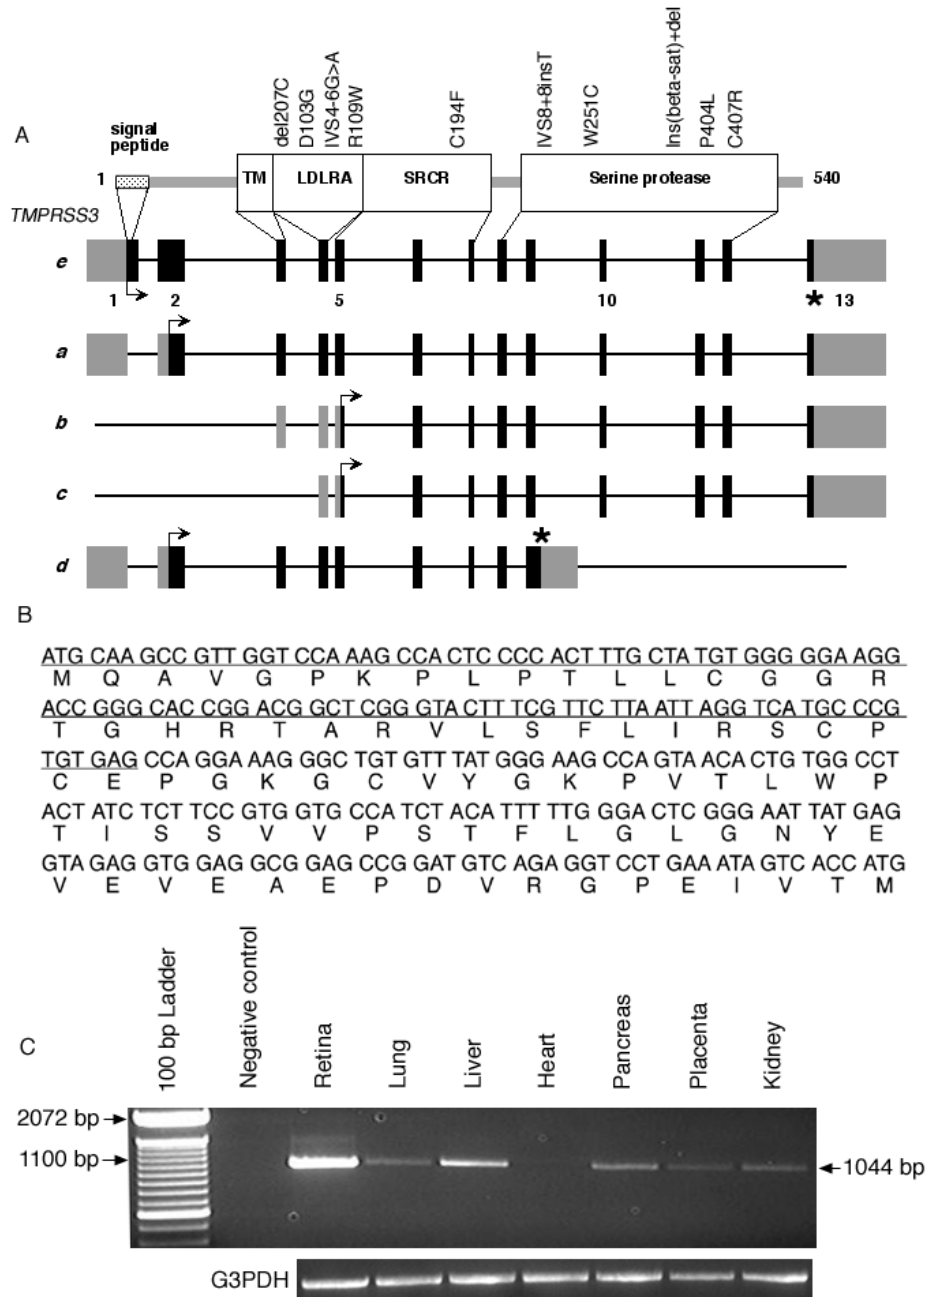 A
signal
peptide
del207C
D103G
IVS4-6G>A
R109W
C194F
IVS8+8insT
W251C
Ins(beta-sat)+del
P404L
C407R
1
TM
LDLRA
SRCR
Serine protease
540
TMPRSS3
e
1 2 5 10 * 13
a
b
c
d *
B
ATG CAA GCC GTT GGT CCA AAG CCA CTC CCC ACT TTG CTA TGT GGG GGA AGG
M Q A V G P K P L P T L L C G G R
ACC GGG CAC CGG ACG GCT CGG GTA CTT TCG TTC TTA ATT AGG TCA TGC CCG
T G H R T A R V L S F L I R S C P
TGT GAG CCA GGA AAG GGC TGT GTT TAT GGG AAG CCA GTA ACA CTG TGG CCT
C E P G K G C V Y G K P V T L W P
ACT ATC TCT TCC GTG GTG CCA TCT ACA TTT TTG GGA CTC GGG AAT TAT GAG
T I S S V V P S T F L G L G N Y E
GTA GAG GTG GAG GCG GAG CCG GAT GTC AGA GGT CCT GAA ATA GTC ACC ATG
V E V E A E P D V R G P E I V T M
C
100 bp Ladder
Negative control
Retina
Lung
Liver
Heart
Pancreas
Placenta
Kidney
2072 bp
1100 bp
1044 bp
G3PDH